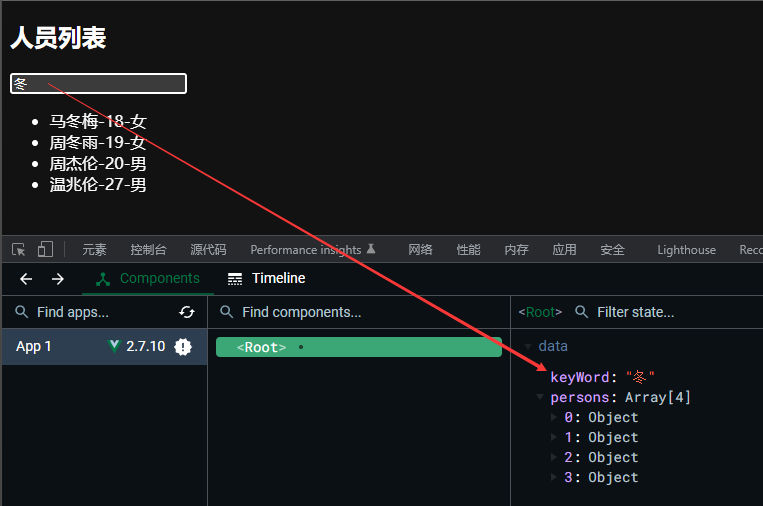 人员列表
冬
马冬梅-18-女
周冬雨-19-女
周杰伦-20-男
温兆伦-27-男
元素 控制台 源代码 Performance insights 网络 性能 内存 应用 安全 Lighthouse Reco
Components Timeline
Find apps... Find components... <Root> Filter state...
App 1 2.7.10 <Root> data
keyWord: "冬"
persons: Array[4]
0: Object
1: Object
2: Object
3: Object